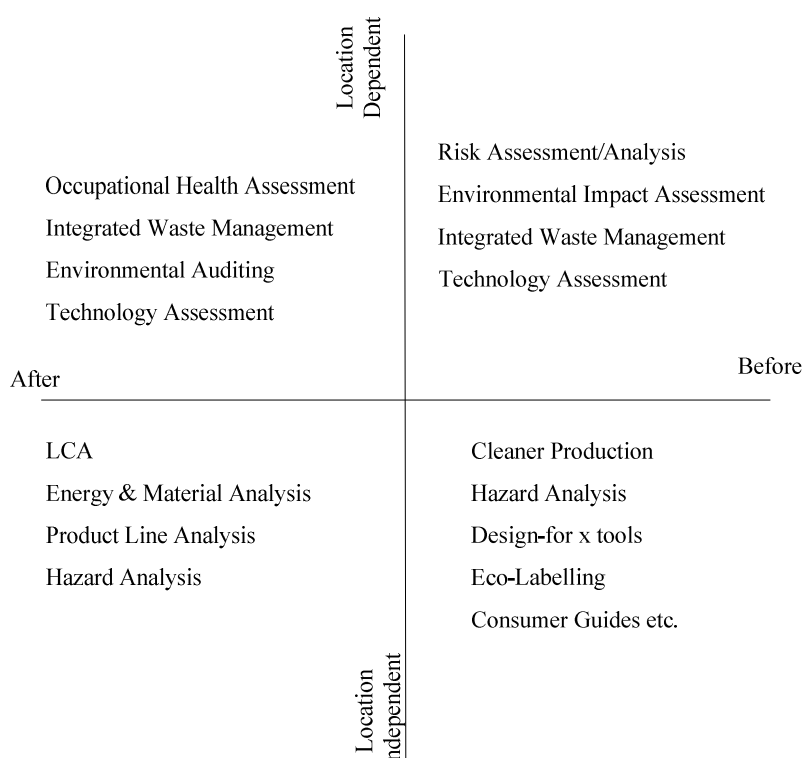 Location
Dependent
Risk Assessment/Analysis
Environmental Impact Assessment
Integrated Waste Management
Technology Assessment
Occupational Health Assessment
Integrated Waste Management
Environmental Auditing
Technology Assessment
After
Before
LCA
Energy & Material Analysis
Product Line Analysis
Hazard Analysis
Cleaner Production
Hazard Analysis
Design-for x tools
Eco-Labelling
Consumer Guides etc.
Location
ndependent